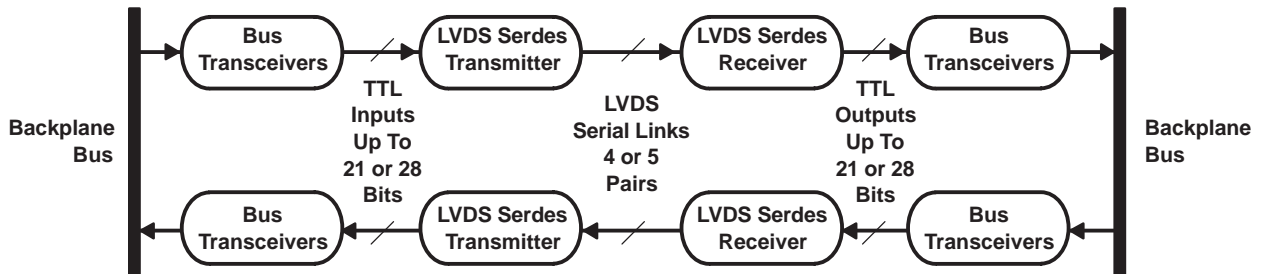 Bus
Transceivers
LVDS Serdes
Transmitter
LVDS Serdes
Receiver
Bus
Transceivers
Backplane
Bus
TTL
Inputs
Up To
21 or 28
Bits
LVDS
Serial Links
4 or 5
Pairs
TTL
Outputs
Up To
21 or 28
Bits
Backplane
Bus
Bus
Transceivers
LVDS Serdes
Transmitter
LVDS Serdes
Receiver
Bus
Transceivers